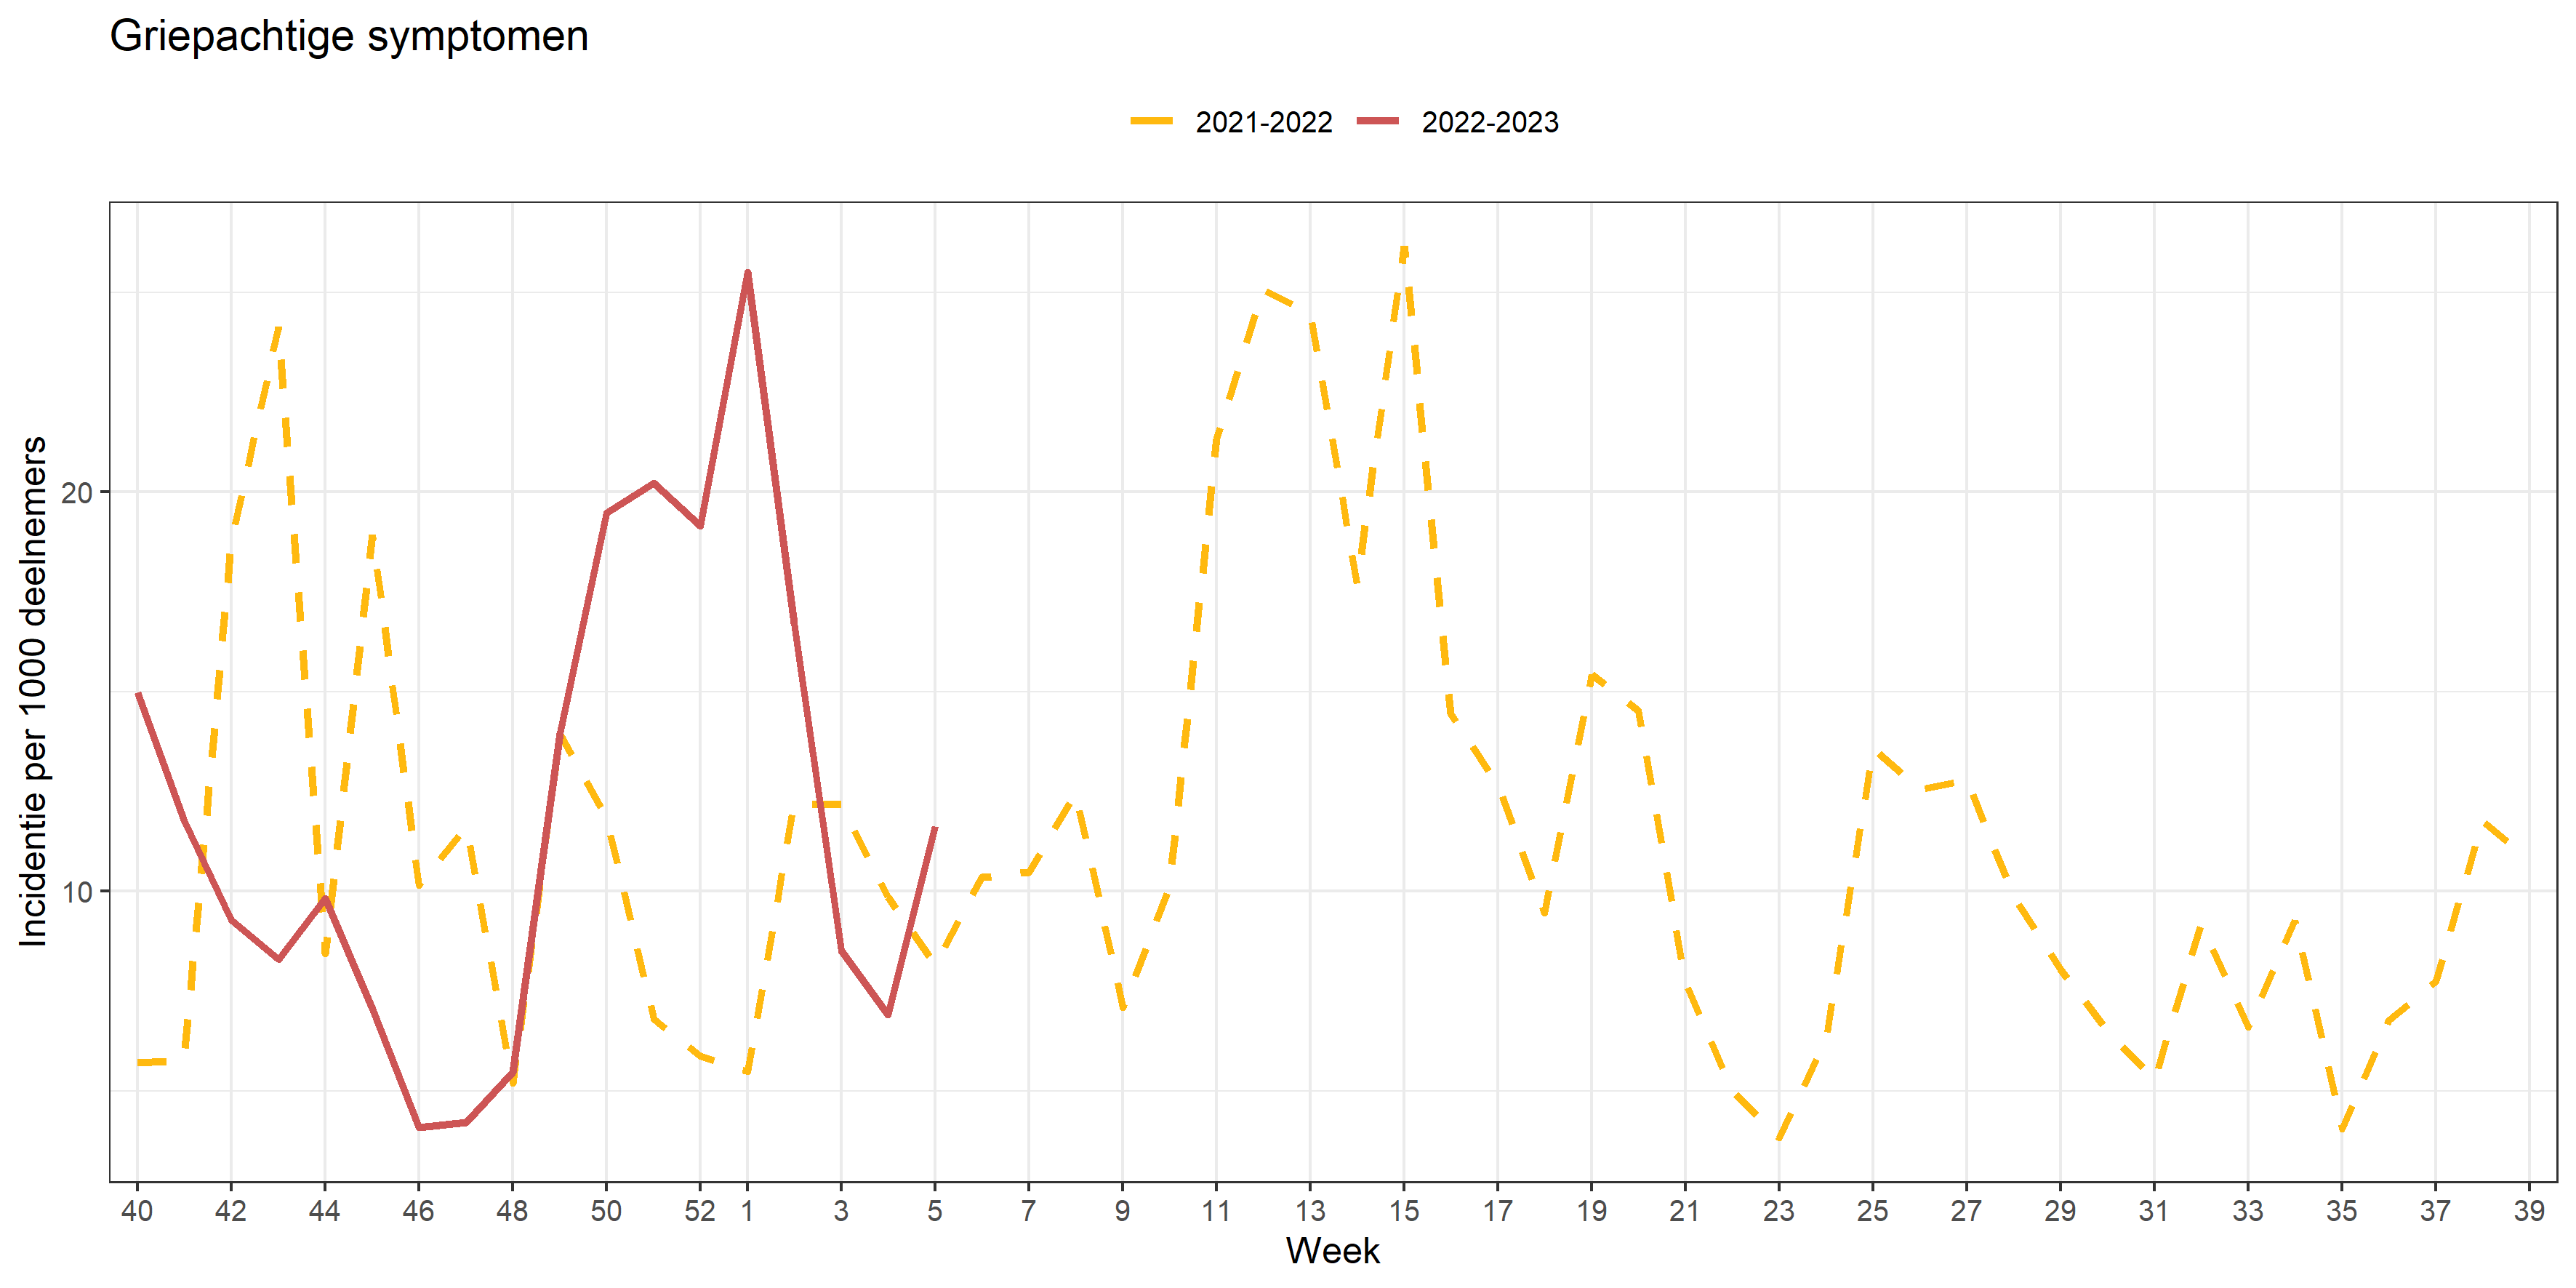 Griepachtige symptomen
2021-2022 2022-2023
Incidentie per 1000 deelnemers
20
10
40 42 44 46 48 50 52 1 3 5 7 9 11 13 15 17 19 21 23 25 27 29 31 33 35 37 39
Week